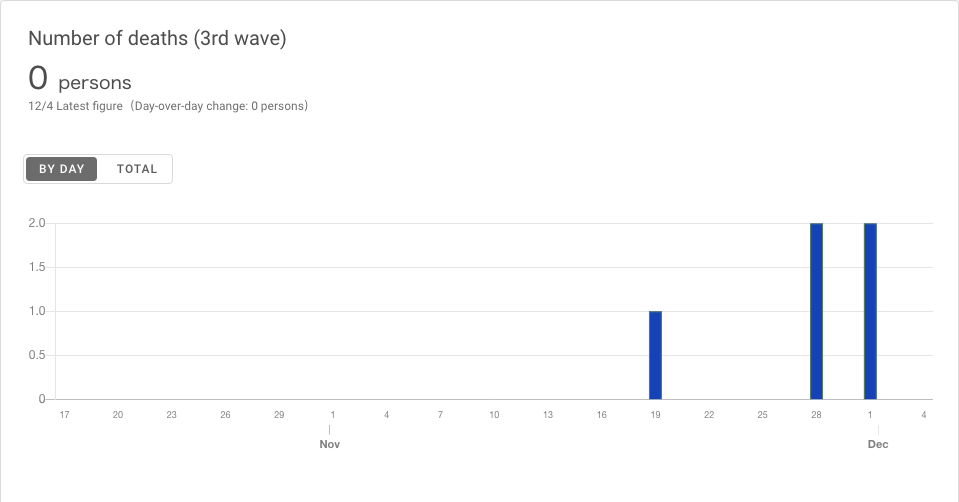 Number of deaths (3rd wave)
0 persons
12/4 Latest figure（Day-over-day change: 0 persons）
BY DAY TOTAL
2.0
1.5
1.0
0.5
0
17 20 23 26 29 1 4 7 10 13 16 19 22 25 28 1 4
Nov Dec